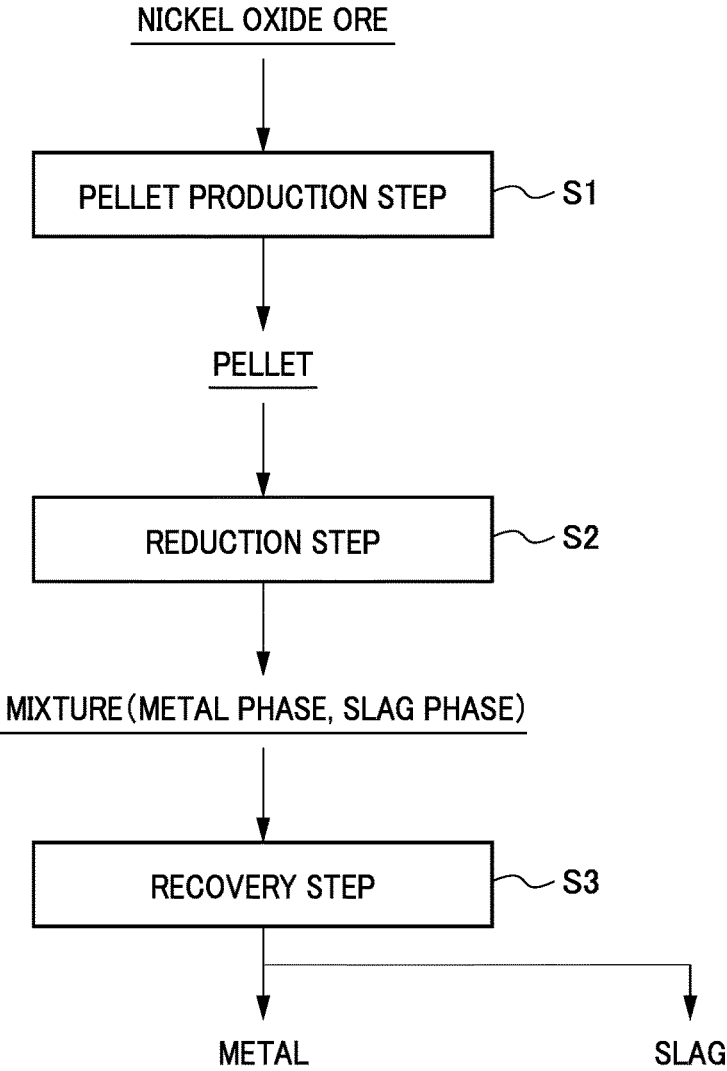 NICKEL OXIDE ORE
PELLET PRODUCTION STEP
S1
PELLET
REDUCTION STEP
S2
MIXTURE(METAL PHASE, SLAG PHASE)
RECOVERY STEP
S3
METAL
SLAG